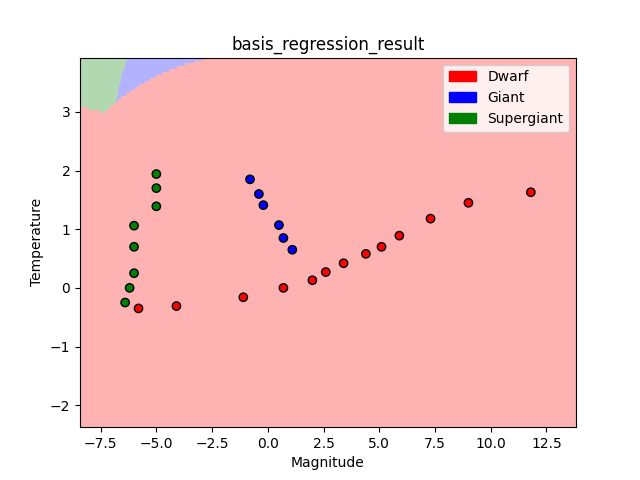 basis_regression_result
Dwarf
Giant
Supergiant
3
2
1
0
−1
−2
Temperature
−7.5 −5.0 −2.5 0.0 2.5 5.0 7.5 10.0 12.5
Magnitude